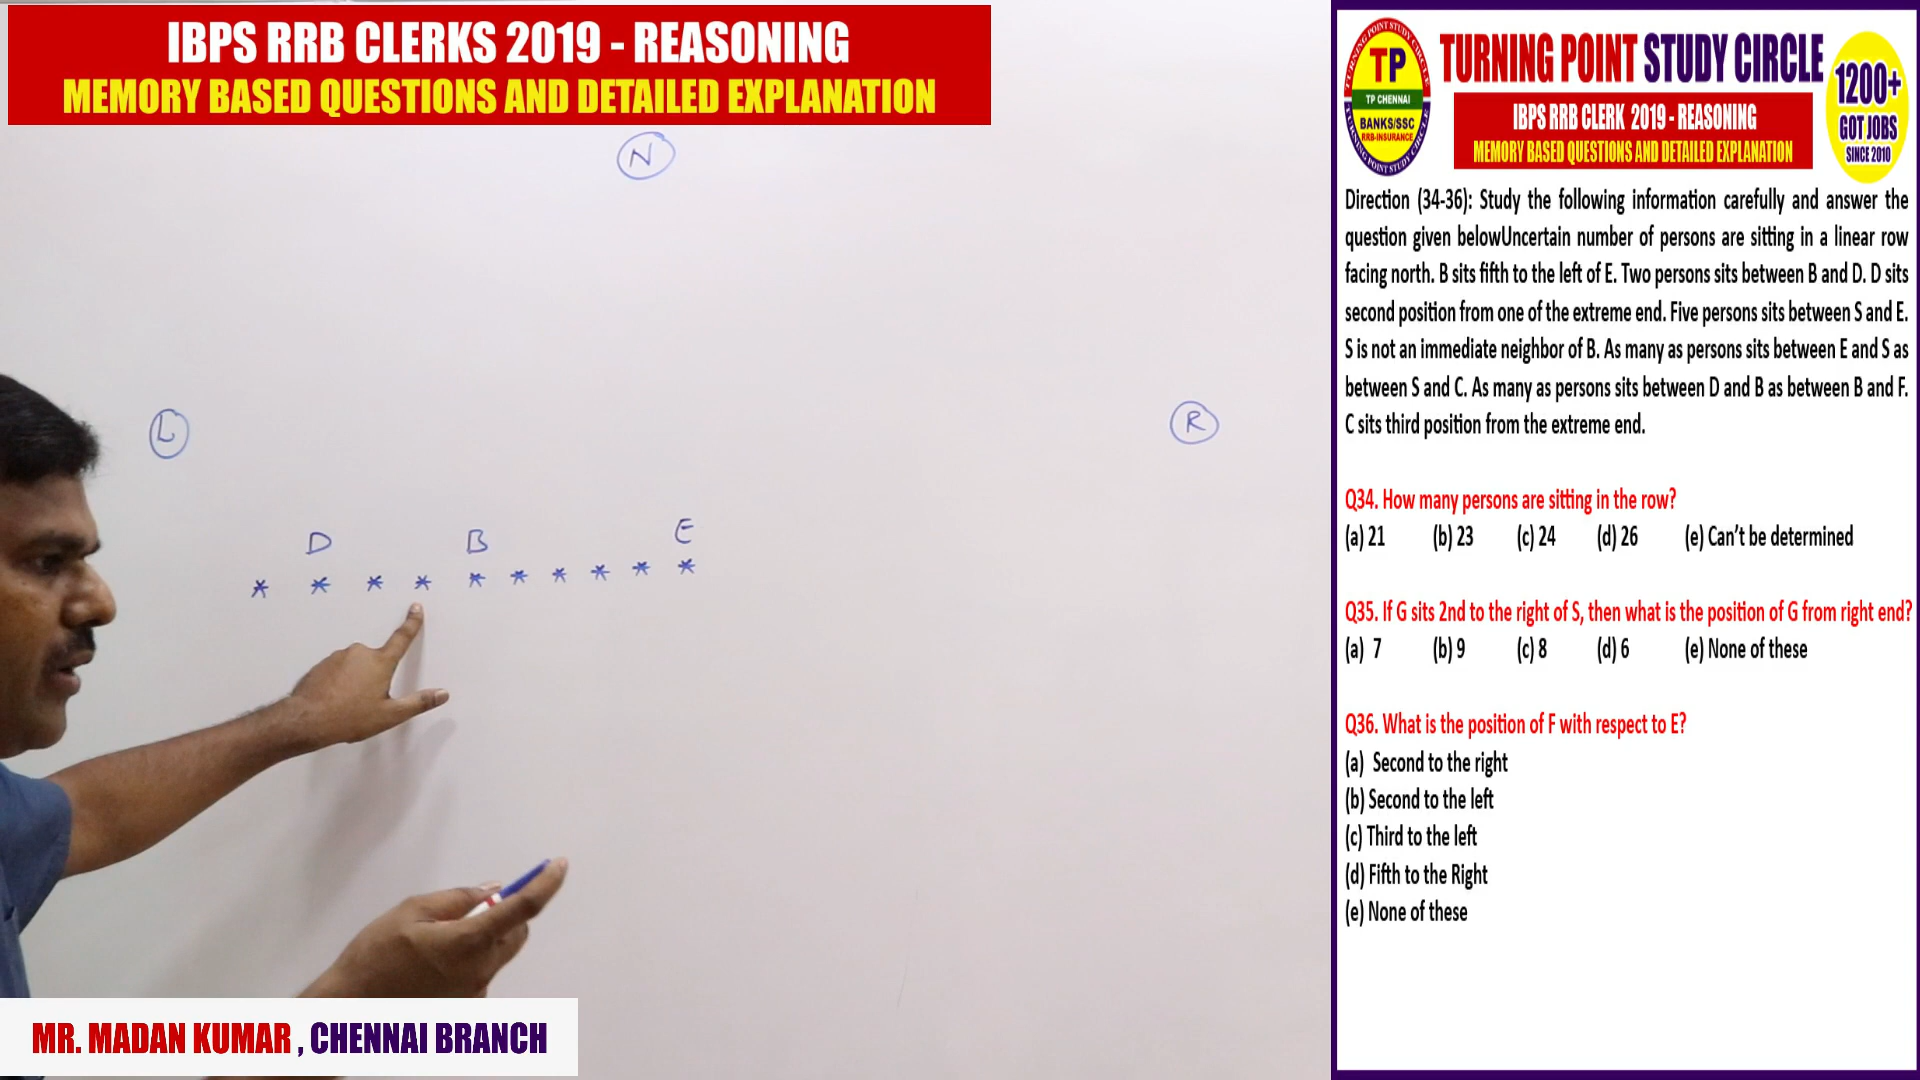 IBPS RRB CLERKS 2019 - REASONING
MEMORY BASED QUESTIONS AND DETAILED EXPLANATION
N
L
R
D B E
* * * * * * * * * *
MR. MADAN KUMAR , CHENNAI BRANCH
TURNING POINT STUDY CIRCLE
TURNING POINT STUDY CIRCLE
TP
TP CHENNAI
BANKS/SSC
RRB-INSURANCE
TURNING POINT STUDY CIRCLE
IBPS RRB CLERK 2019 - REASONING
MEMORY BASED QUESTIONS AND DETAILED EXPLANATION
1200+
GOT JOBS
SINCE 2010
Direction (34-36): Study the following information carefully and answer the
question given belowUncertain number of persons are sitting in a linear row
facing north. B sits fifth to the left of E. Two persons sits between B and D. D sits
second position from one of the extreme end. Five persons sits between S and E.
S is not an immediate neighbor of B. As many as persons sits between E and S as
between S and C. As many as persons sits between D and B as between B and F.
C sits third position from the extreme end.
Q34. How many persons are sitting in the row?
(a) 21 (b) 23 (c) 24 (d) 26 (e) Can't be determined
Q35. If G sits 2nd to the right of S, then what is the position of G from right end?
(a) 7 (b) 9 (c) 8 (d) 6 (e) None of these
Q36. What is the position of F with respect to E?
(a) Second to the right
(b) Second to the left
(c) Third to the left
(d) Fifth to the Right
(e) None of these